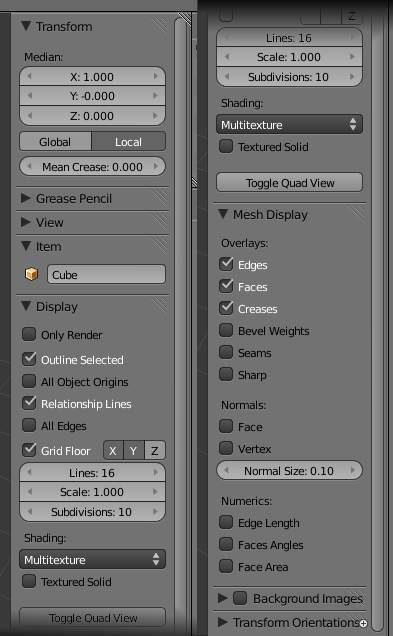 Transform
Median:
X: 1.000
Y: -0.000
Z: 0.000
Global Local
Mean Crease: 0.000
Grease Pencil
View
Item
Cube
Display
Only Render
Outline Selected
All Object Origins
Relationship Lines
All Edges
Grid Floor X Y Z
Lines: 16
Scale: 1.000
Subdivisions: 10
Shading:
Multitexture
Textured Solid
Toggle Quad View
Z
Lines: 16
Scale: 1.000
Subdivisions: 10
Shading:
Multitexture
Textured Solid
Toggle Quad View
Mesh Display
Overlays:
Edges
Faces
Creases
Bevel Weights
Seams
Sharp
Normals:
Face
Vertex
Normal Size: 0.10
Numerics:
Edge Length
Faces Angles
Face Area
Background Images
Transform Orientations